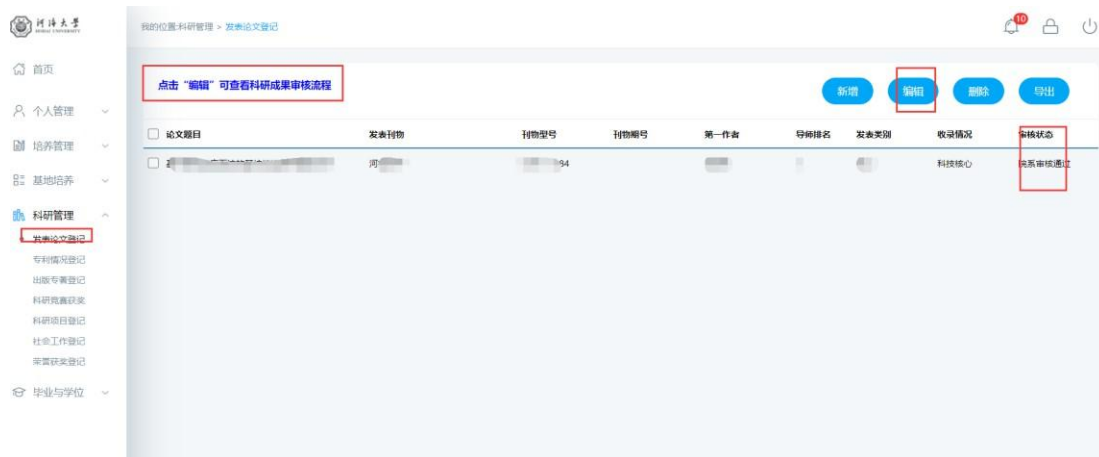 河海大学
HOHAI UNIVERSITY
我的位置:科研管理 > 发表论文登记
10
首页
个人管理
培养管理
基地培养
科研管理
发表论文登记
专利情况登记
出版专著登记
科研竞赛获奖
科研项目登记
社会工作登记
荣誉获奖登记
毕业与学位
点击“编辑”可查看科研成果审核流程
新增 编辑 删除 导出
论文题目 发表刊物 刊物型号 刊物期号 第一作者 导师排名 发表类别 收录情况 审核状态
河 94 科技核心 院系审核通过